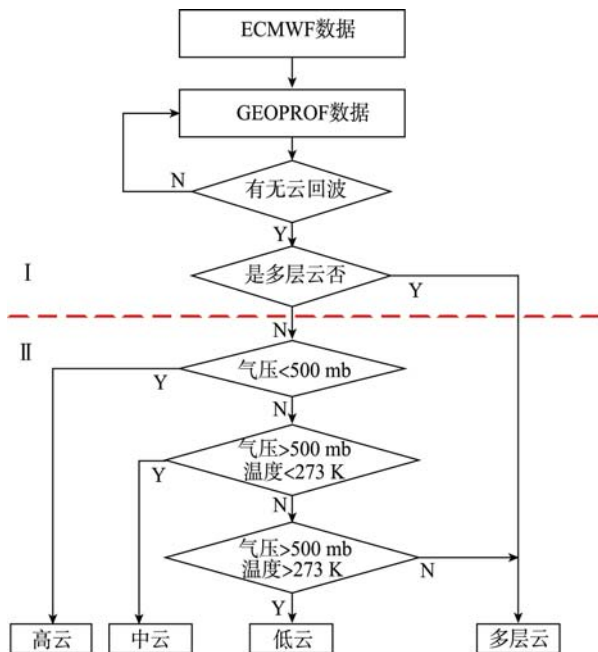 ECMWF数据
GEOPROF数据
N
有无云回波
Y
I
是多层云否
Y
II
N
Y
气压<500 mb
N
Y
气压>500 mb
温度<273 K
N
气压>500 mb
温度>273 K
N
Y
高云
中云
低云
多层云